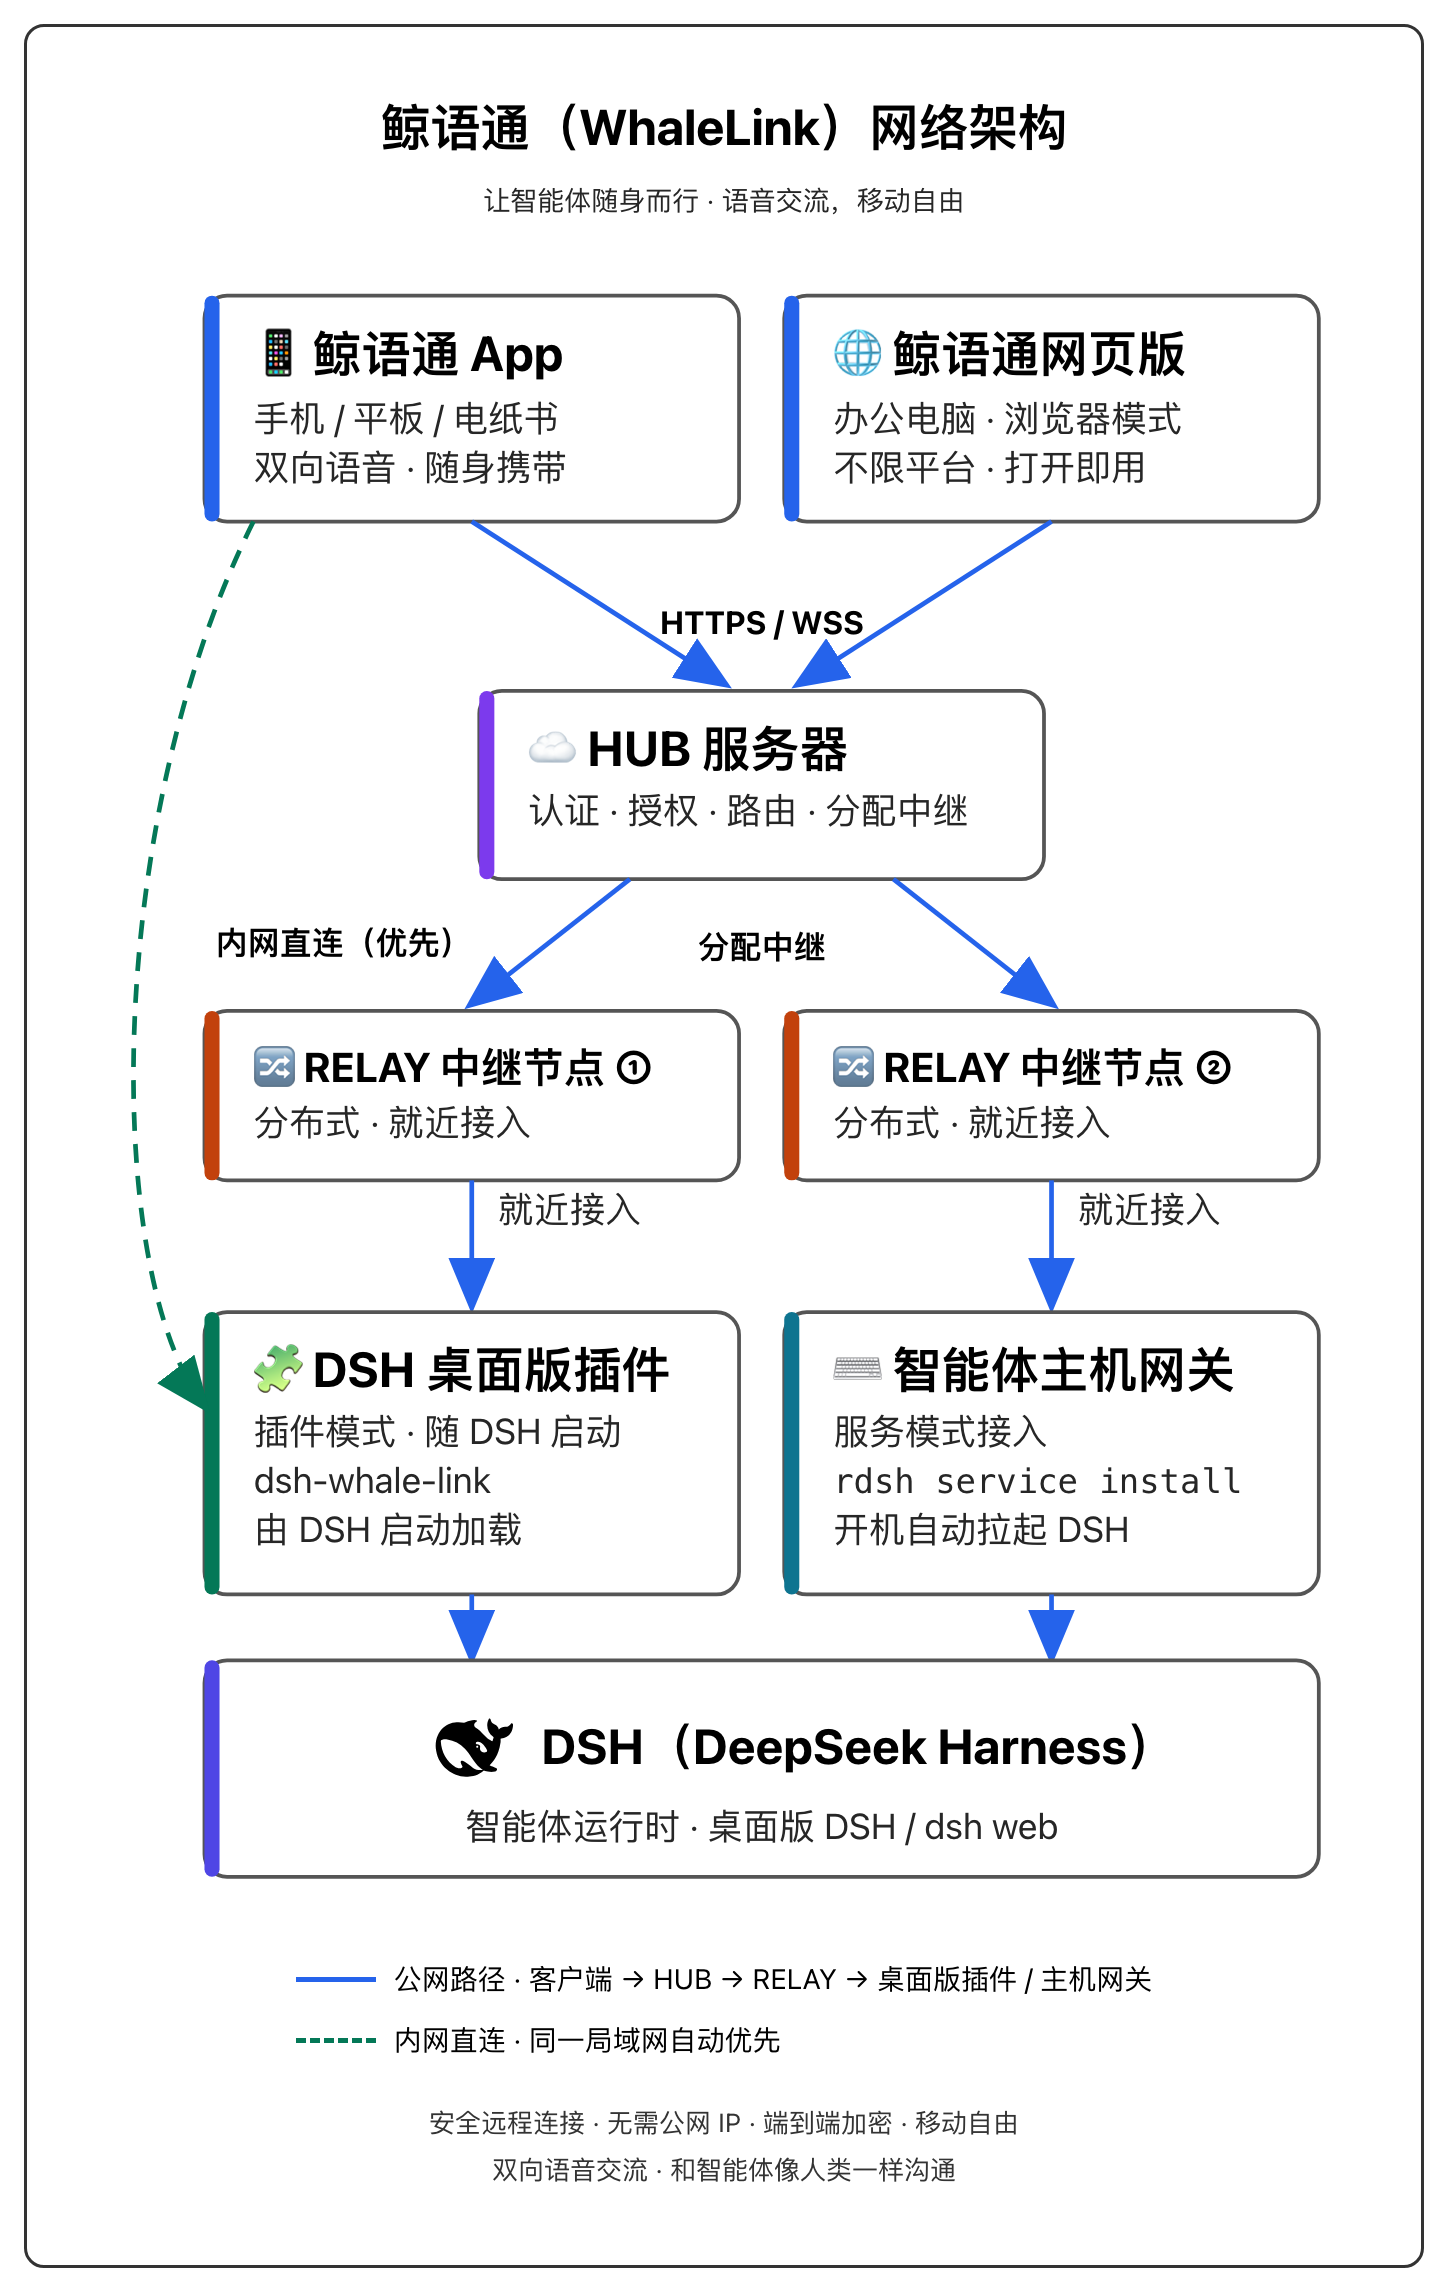 鲸语通（WhaleLink）网络架构
让智能体随身而行 · 语音交流，移动自由
鲸语通 App
手机 / 平板 / 电纸书
双向语音 · 随身携带
鲸语通网页版
办公电脑 · 浏览器模式
不限平台 · 打开即用
HTTPS / WSS
HUB 服务器
认证 · 授权 · 路由 · 分配中继
内网直连（优先）
分配中继
RELAY 中继节点 ①
分布式 · 就近接入
RELAY 中继节点 ②
分布式 · 就近接入
就近接入
就近接入
DSH 桌面版插件
插件模式 · 随 DSH 启动
dsh-whale-link
由 DSH 启动加载
智能体主机网关
服务模式接入
rdsh service install
开机自动拉起 DSH
DSH（DeepSeek Harness）
智能体运行时 · 桌面版 DSH / dsh web
公网路径 · 客户端 → HUB → RELAY → 桌面版插件 / 主机网关
内网直连 · 同一局域网自动优先
安全远程连接 · 无需公网 IP · 端到端加密 · 移动自由
双向语音交流 · 和智能体像人类一样沟通